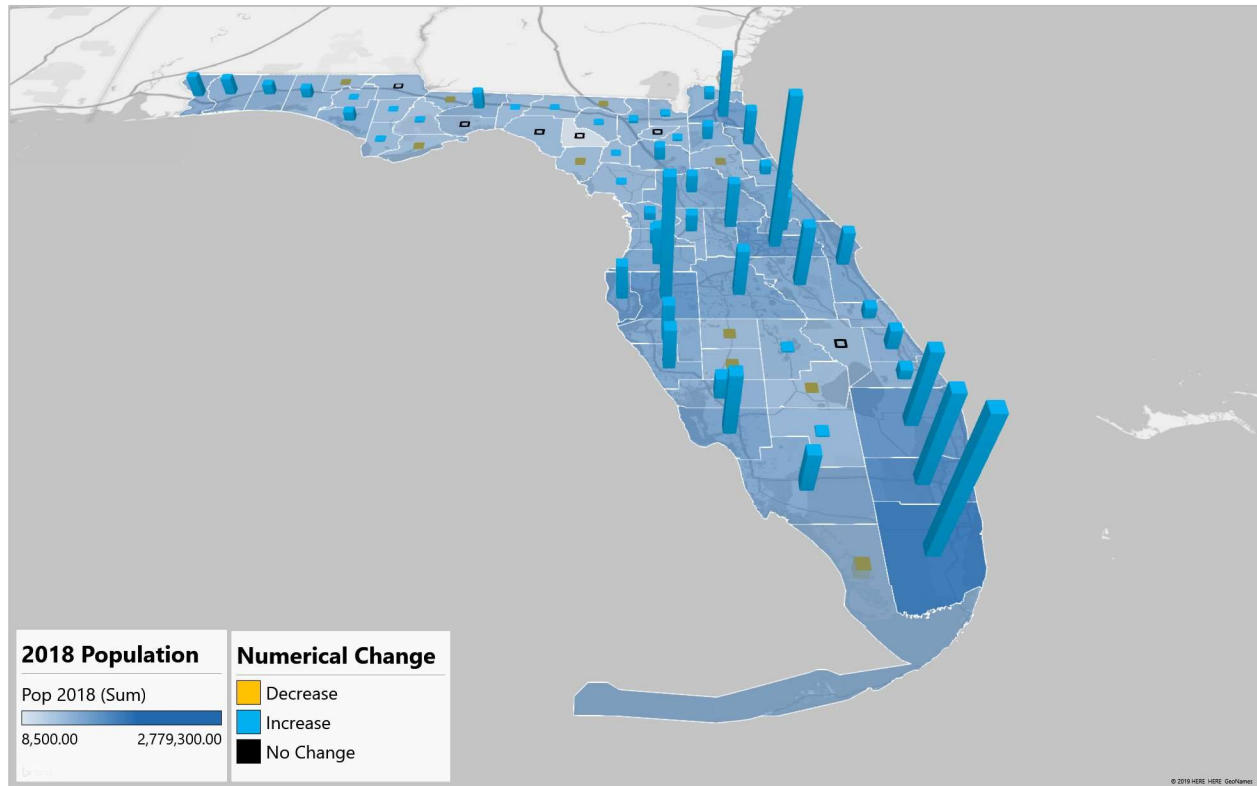 2018 Population
Pop 2018 (Sum)
8,500.00 2,779,300.00
Numerical Change
Decrease
Increase
No Change
© 2019 HERE HERE GeoNames